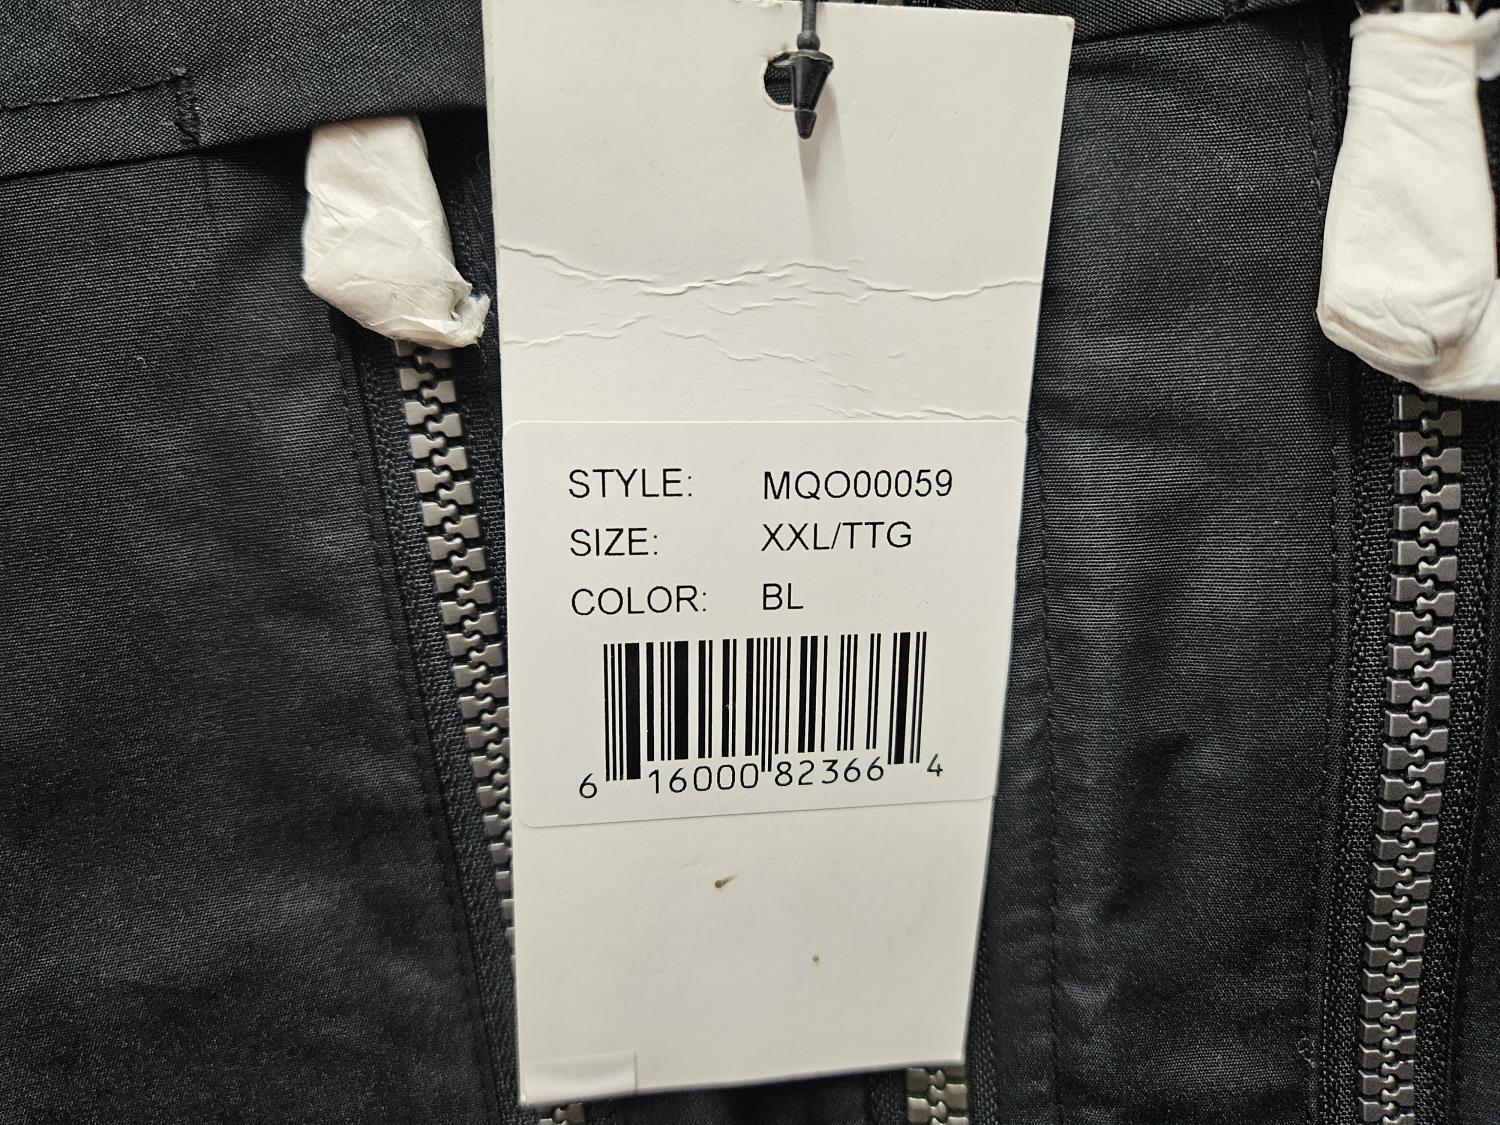 STYLE: MQO00059
SIZE: XXL/TTG
COLOR: BL
6 16000 82366 4